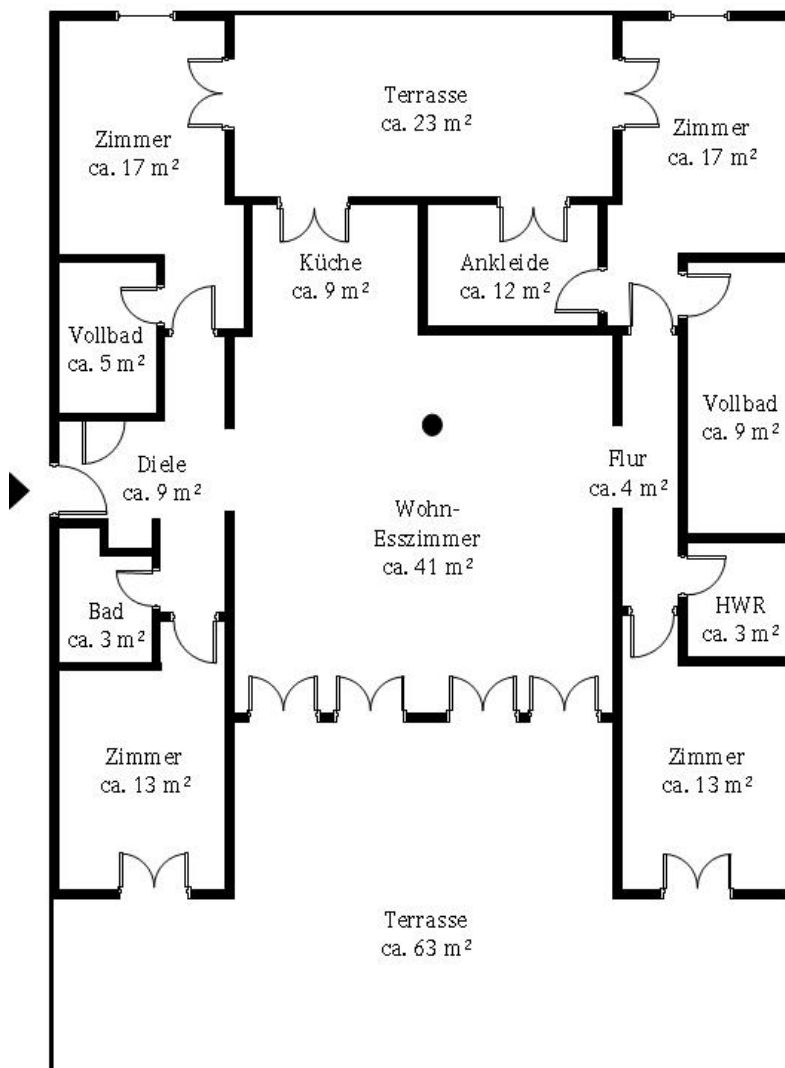 Terrasse
ca. 23 m²
Zimmer
ca. 17 m²
Zimmer
ca. 17 m²
Küche
ca. 9 m²
Ankleide
ca. 12 m²
Vollbad
ca. 5 m²
Vollbad
ca. 9 m²
Diele
ca. 9 m²
Flur
ca. 4 m²
Wohn-
Esszimmer
ca. 41 m²
Bad
ca. 3 m²
HWR
ca. 3 m²
Zimmer
ca. 13 m²
Zimmer
ca. 13 m²
Terrasse
ca. 63 m²